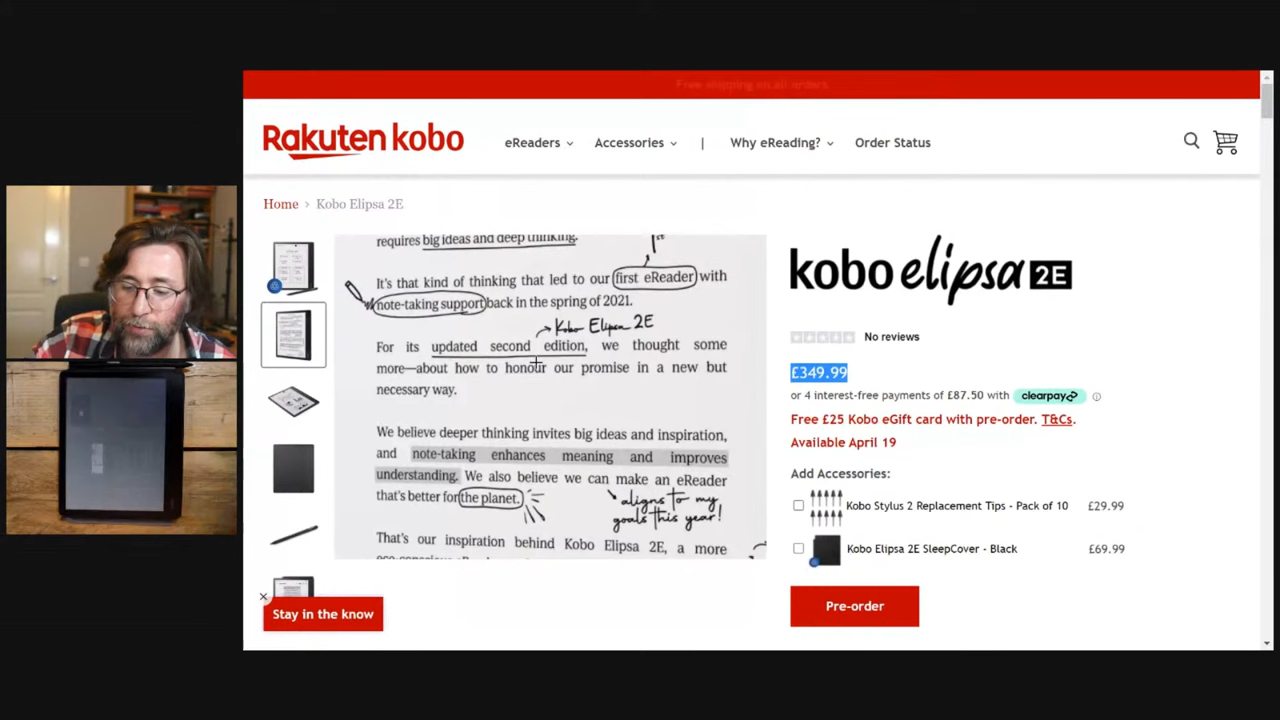 Free shipping on all orders.
Rakuten kobo
eReaders
Accessories
|
Why eReading?
Order Status
Home > Kobo Elipsa 2E
requires big ideas and deep thinking.
1st
It's that kind of thinking that led to our first eReader with
note-taking support back in the spring of 2021.
Kobo Elipsa 2E
For its updated second edition, we thought some
more—about how to honour our promise in a new but
necessary way.
We believe deeper thinking invites big ideas and inspiration,
and note-taking enhances meaning and improves
understanding. We also believe we can make an eReader
that's better for the planet.
aligns to my
goals this year!
That's our inspiration behind Kobo Elipsa 2E, a more
kobo elipsa 2E
No reviews
£349.99
or 4 interest-free payments of £87.50 with clearpay
Free £25 Kobo eGift card with pre-order. T&Cs.
Available April 19
Add Accessories:
Kobo Stylus 2 Replacement Tips - Pack of 10 £29.99
Kobo Elipsa 2E SleepCover - Black £69.99
Pre-order
Stay in the know